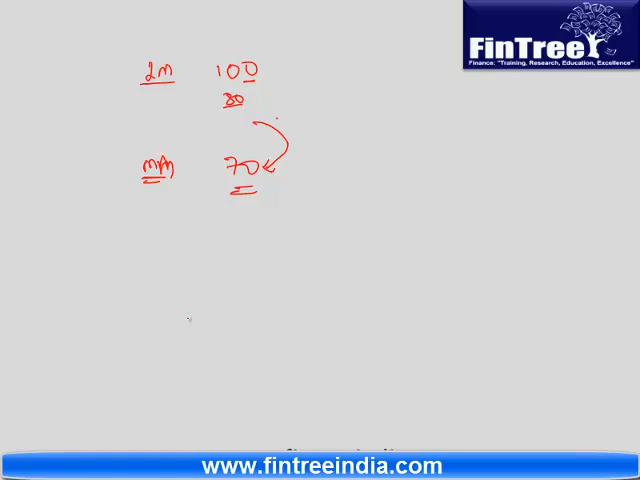 FinTree
Finance: "Training, Research, Education, Excellence"
2m 100
80
mm 70
www.fintreeindia.com